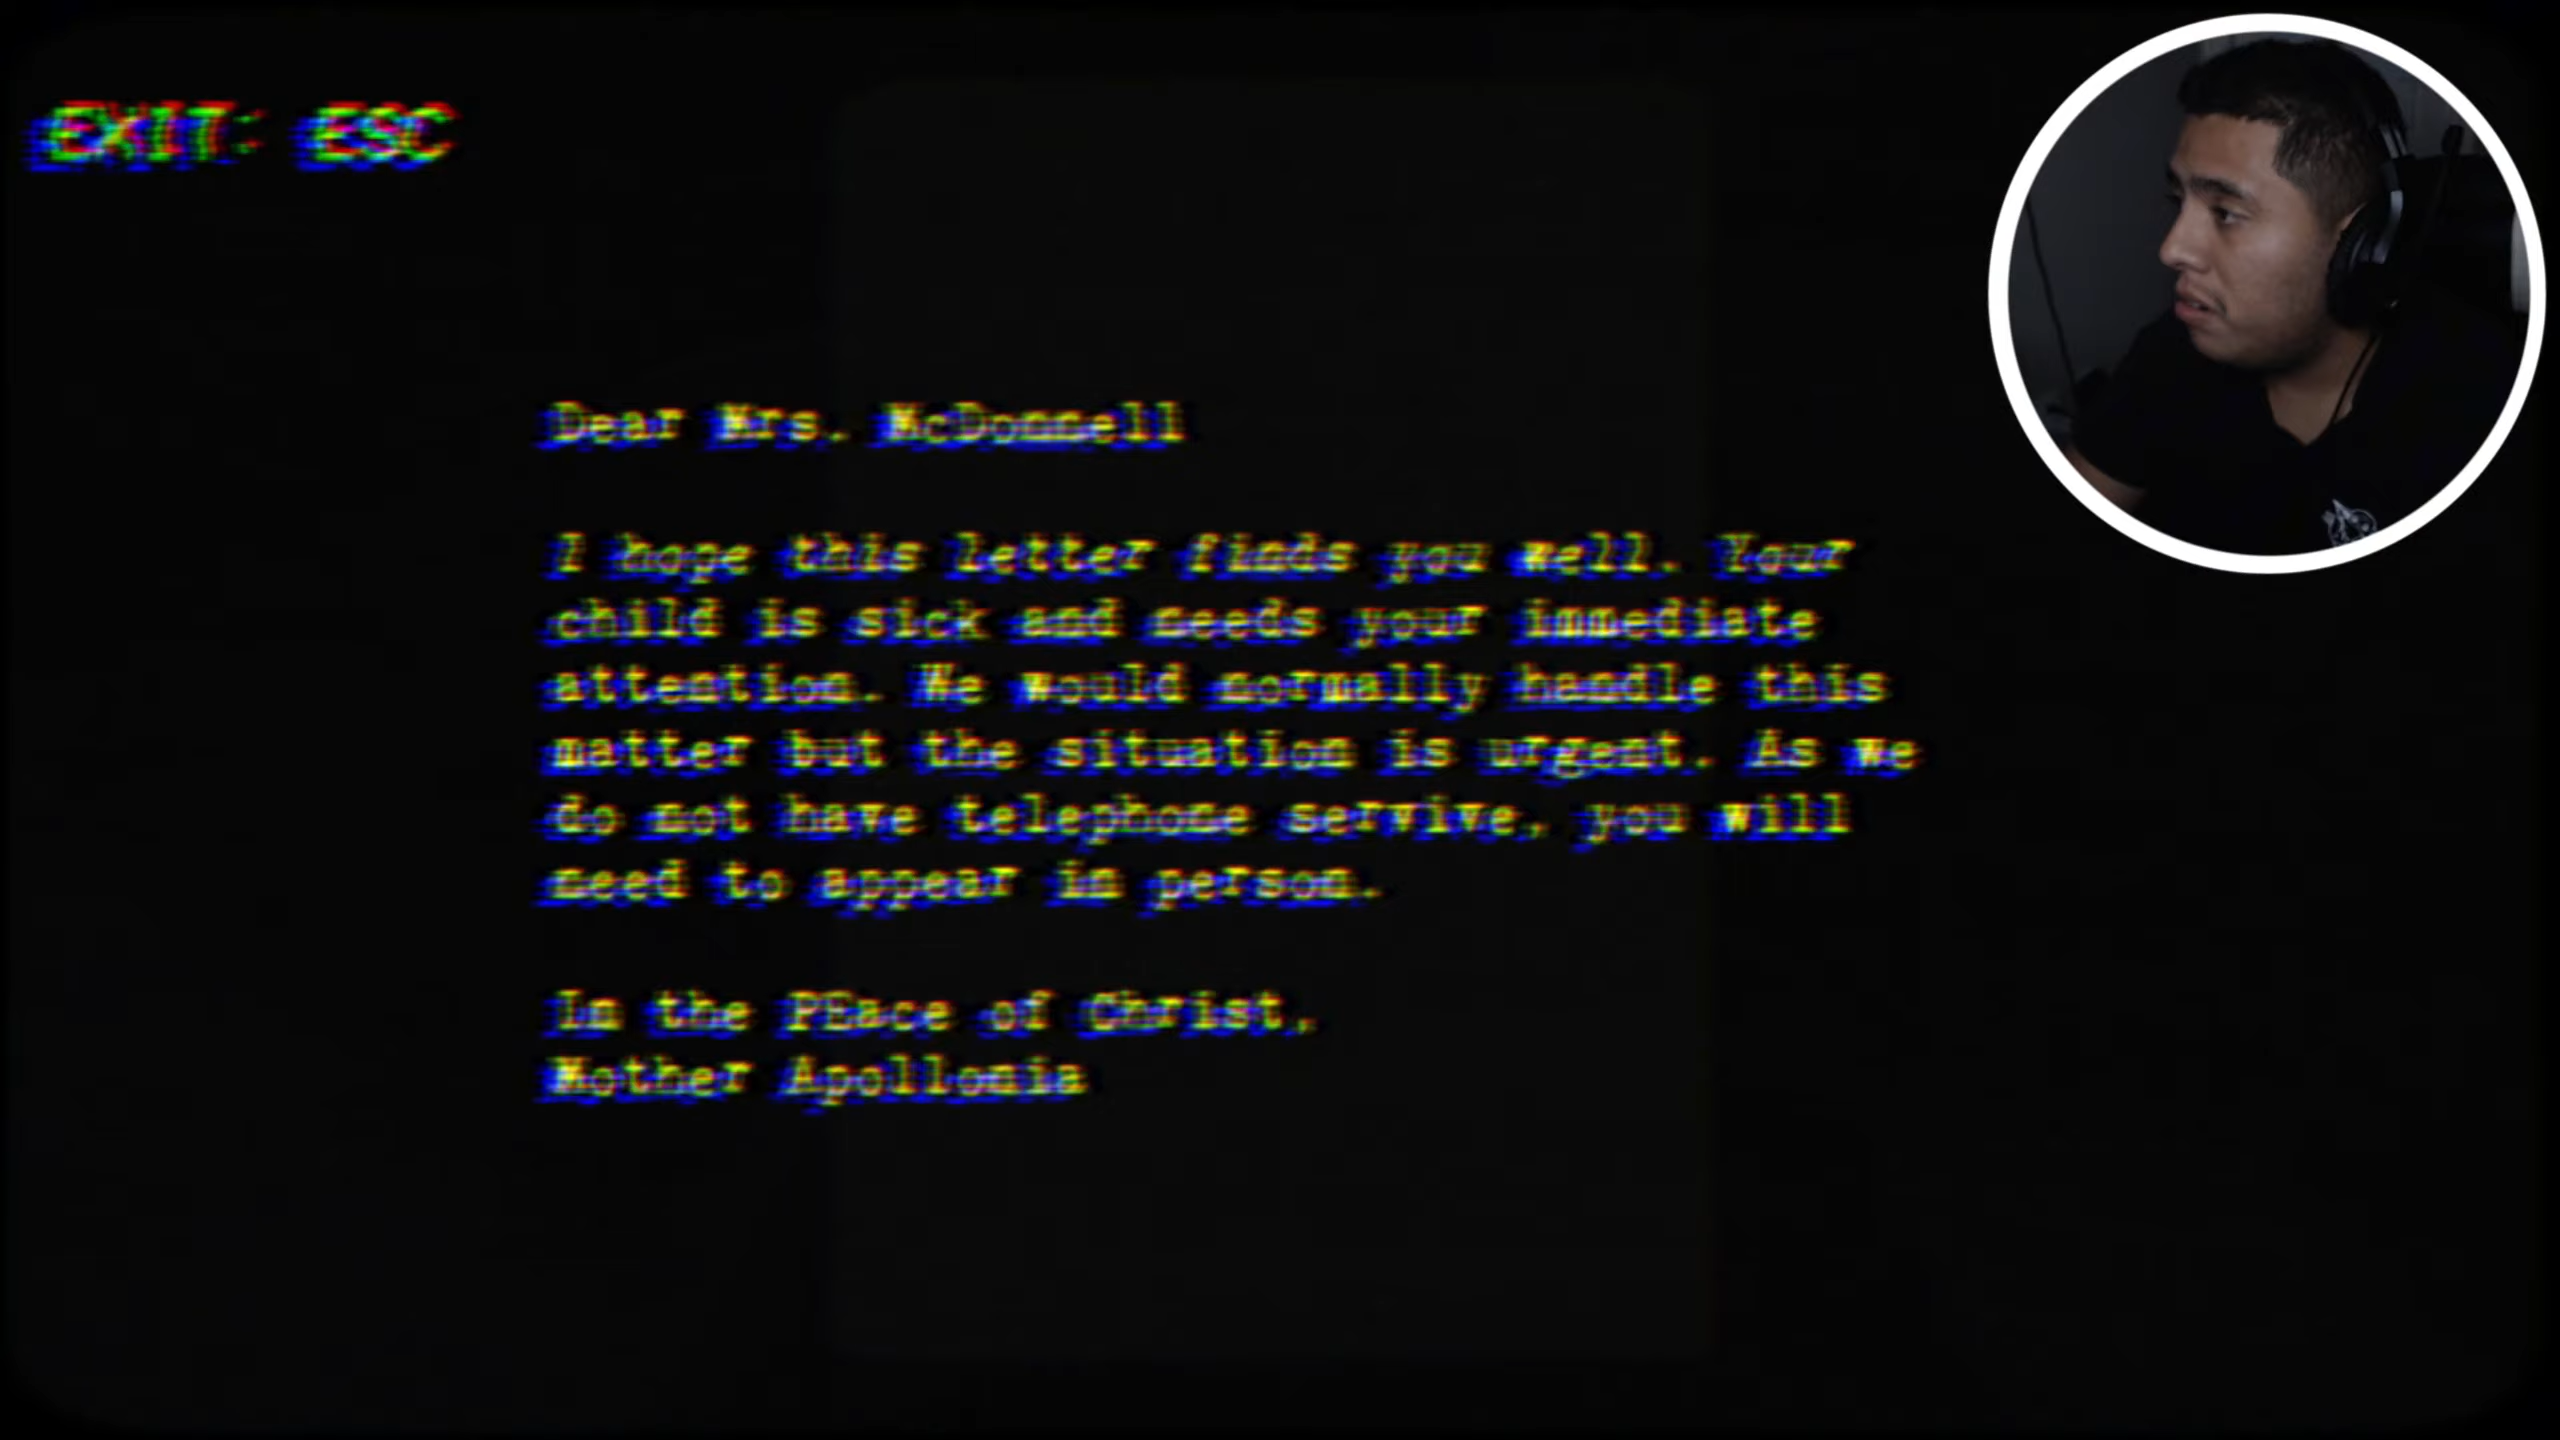 EXIT: ESC
Dear Mrs. McDonnell
I hope this letter finds you well. Your
child is sick and needs your immediate
attention. We would normally handle this
matter but the situation is urgent. As we
do not have telephone servive, you will
need to appear in person.
In the PEace of Christ,
Mother Apollonia